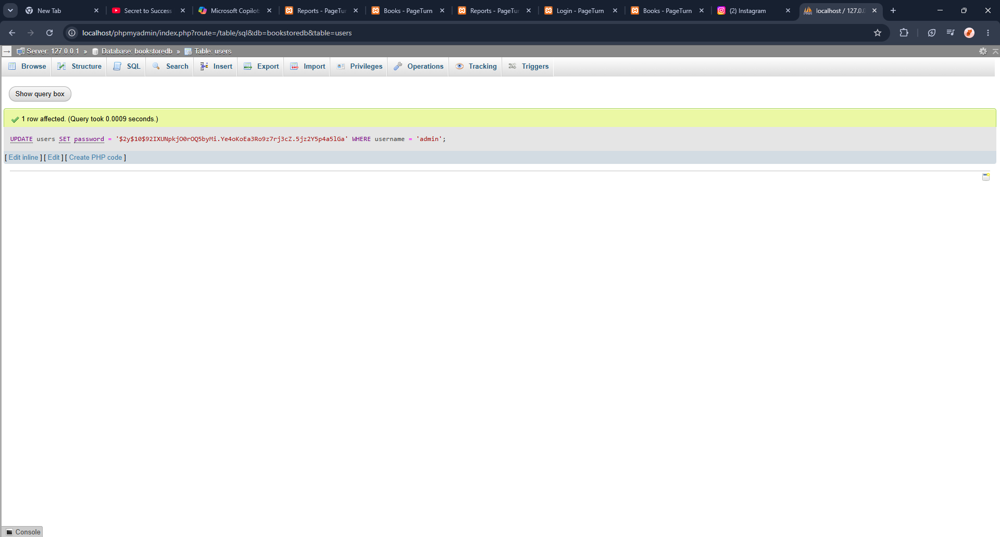 New Tab
Secret to Success
Microsoft Copilot
Reports - PageTur
Books - PageTurn
Reports - PageTur
Login - PageTurn
Books - PageTurn
(2) Instagram
localhost / 127.0.0
localhost/phpmyadmin/index.php?route=/table/sql&db=bookstoredb&table=users
Server: 127.0.0.1 » Database: bookstoredb » Table: users
Browse Structure SQL Search Insert Export Import Privileges Operations Tracking Triggers
Show query box
1 row affected. (Query took 0.0009 seconds.)
UPDATE users SET password = '$2y$10$92IXUNpkjO0rOQ5byMi.Ye4oKoEa3Ro9z7rj3cZ.5jz2Y5p4a5lGa' WHERE username = 'admin';
[ Edit inline ] [ Edit ] [ Create PHP code ]
Console